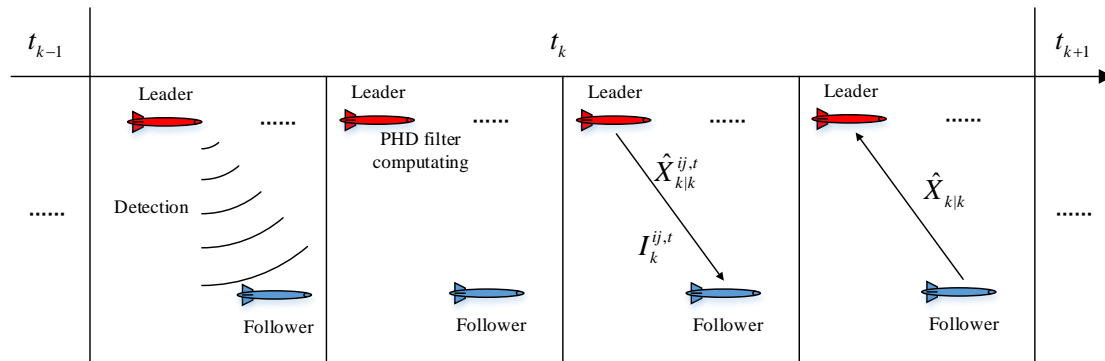 t_{k-1}
t_k
t_{k+1}
Leader
......
Detection
Follower
......
Leader
......
PHD filter
computating
Follower
Leader
......
\hat{X}_{k|k}^{ij,t}
I_k^{ij,t}
Follower
Leader
......
\hat{X}_{k|k}
Follower
......